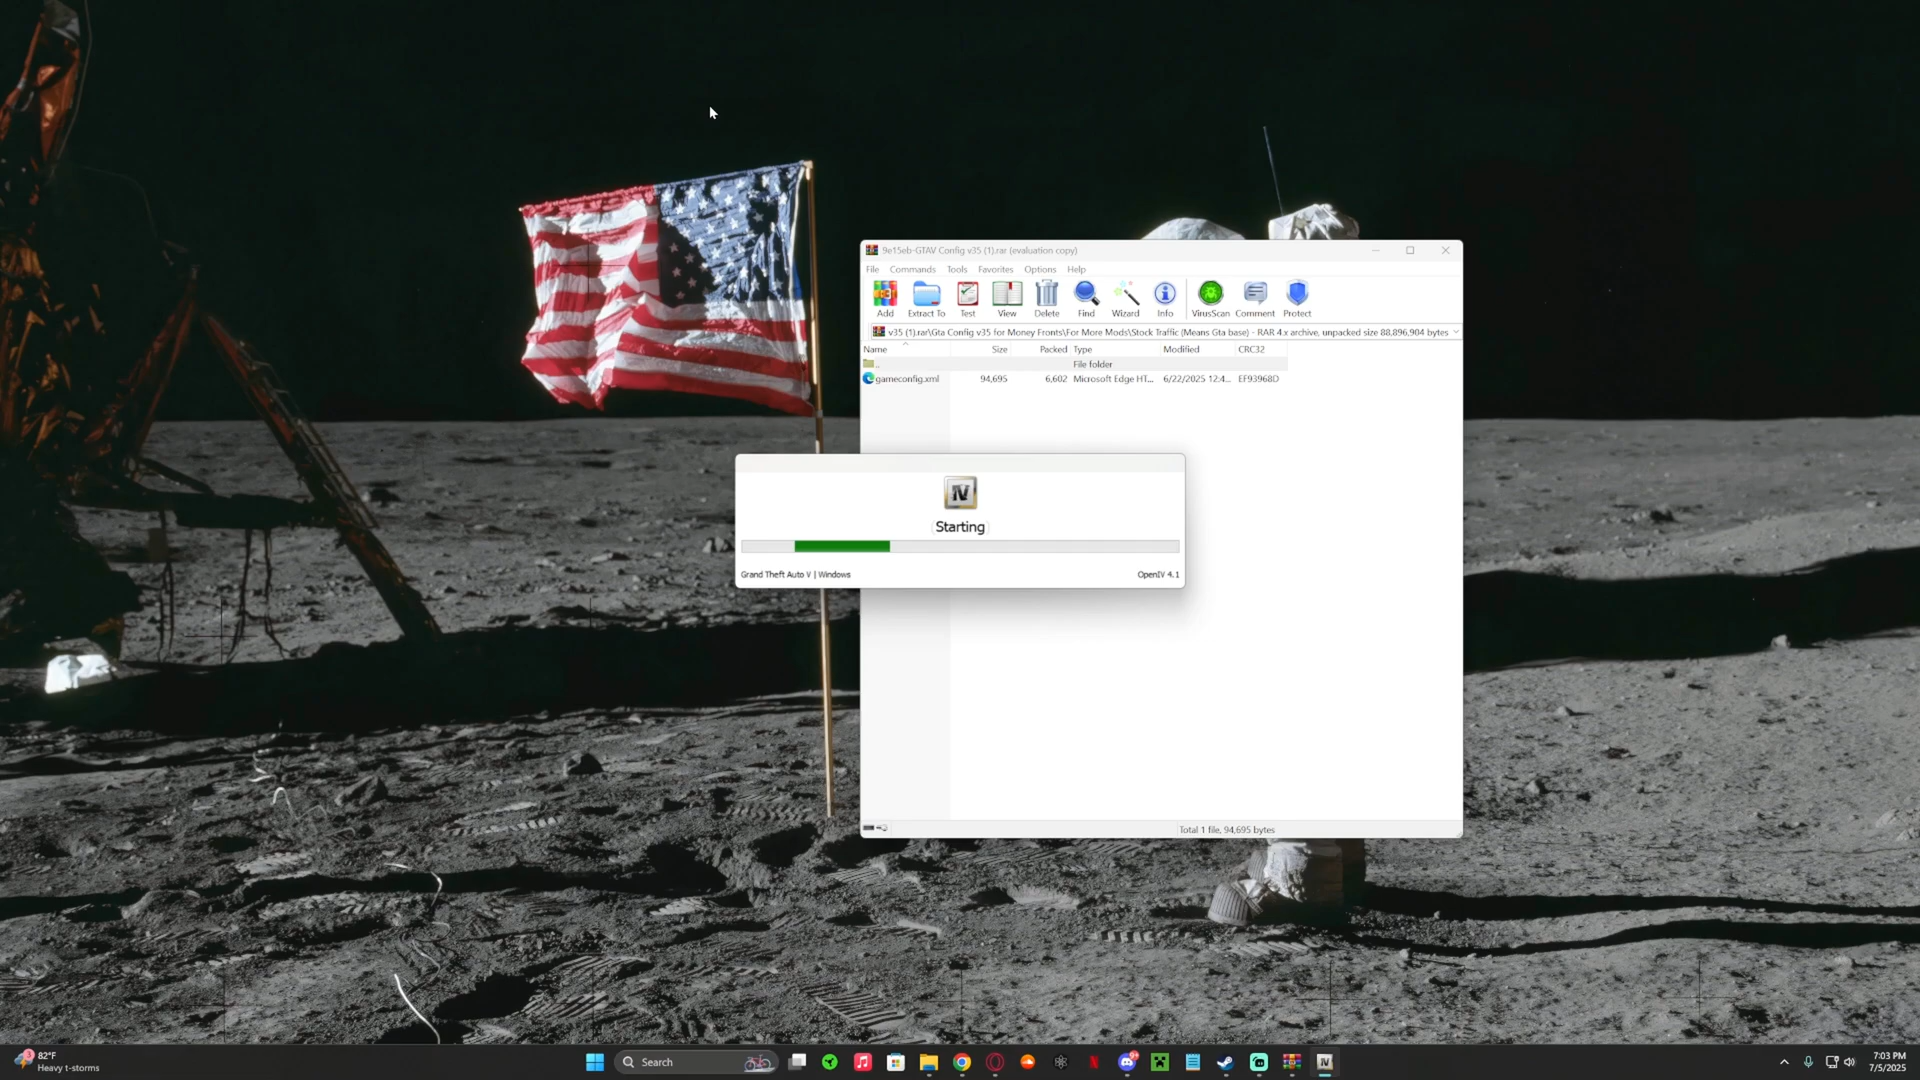 9e15eb-GTAV Config v35 (1).rar (evaluation copy)
File Commands Tools Favorites Options Help
Add Extract To Test View Delete Find Wizard Info VirusScan Comment Protect
v35 (1).rar\Gta Config v35 for Money Fronts\For More Mods\Stock Traffic (Means Gta base) - RAR 4.x archive, unpacked size 88,896,904 bytes
Name Size Packed Type Modified CRC32
.. File folder
gameconfig.xml 94,695 6,602 Microsoft Edge HT... 6/22/2025 12:4... EF93968D
IV
Starting
Grand Theft Auto V | Windows OpenIV 4.1
Total 1 file, 94,695 bytes
82°F
Heavy t-storms
Search
7:03 PM
7/5/2025